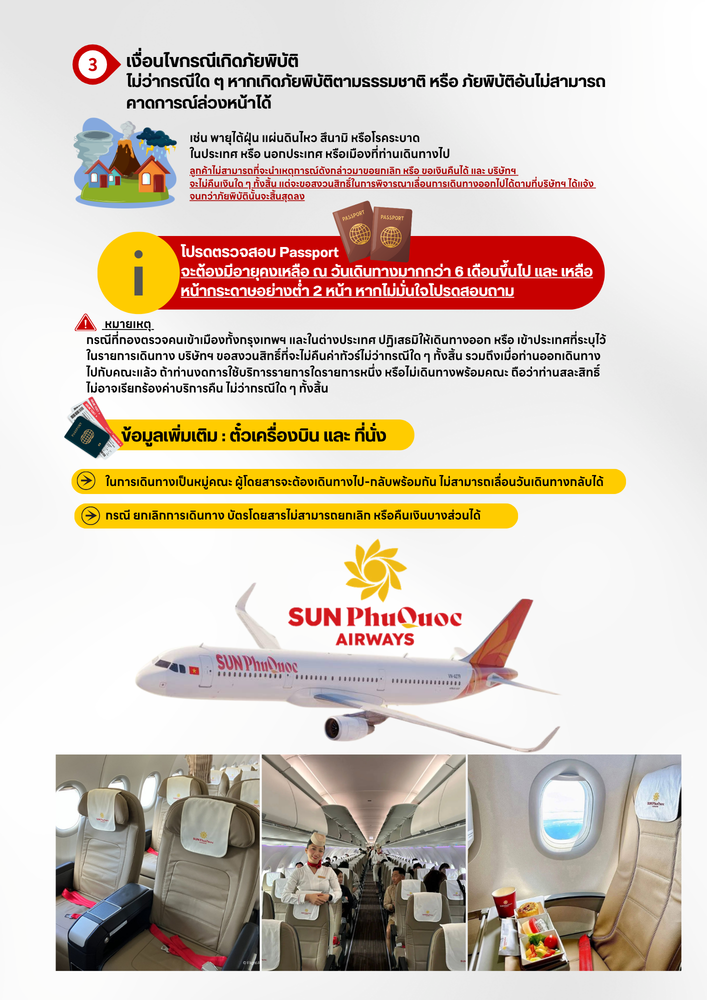 3
เงื่อนไขกรณีเกิดภัยพิบัติ
ไม่ว่ากรณีใด ๆ หากเกิดภัยพิบัติตามธรรมชาติ หรือ ภัยพิบัติอันไม่สามารถ
คาดการณ์ล่วงหน้าได้
เช่น พายุไต้ฝุ่น แผ่นดินไหว สึนามิ หรือโรคระบาด
ในประเทศ หรือ นอกประเทศ หรือเมืองที่ท่านเดินทางไป
ลูกค้าไม่สามารถที่จะนำเหตุการณ์ดังกล่าวมาขอยกเลิก หรือ ขอเงินคืนได้ และ บริษัทฯ
จะไม่คืนเงินใด ๆ ทั้งสิ้น แต่จะขอสงวนสิทธิ์ในการพิจารณาเลื่อนการเดินทางออกไปได้ตามที่บริษัทฯ ได้แจ้ง
จนกว่าภัยพิบัตินั้นจะสิ้นสุดลง
PASSPORT
PASSPORT
i
โปรดตรวจสอบ Passport
จะต้องมีอายุคงเหลือ ณ วันเดินทางมากกว่า 6 เดือนขึ้นไป และ เหลือ
หน้ากระดาษอย่างต่ำ 2 หน้า หากไม่มั่นใจโปรดสอบถาม
หมายเหตุ
กรณีที่กองตรวจคนเข้าเมืองทั้งกรุงเทพฯ และในต่างประเทศ ปฏิเสธมิให้เดินทางออก หรือ เข้าประเทศที่ระบุไว้
ในรายการเดินทาง บริษัทฯ ขอสงวนสิทธิ์ที่จะไม่คืนค่าทัวร์ไม่ว่ากรณีใด ๆ ทั้งสิ้น รวมถึงเมื่อท่านออกเดินทาง
ไปกับคณะแล้ว ถ้าท่านงดการใช้บริการรายการใดรายการหนึ่ง หรือไม่เดินทางพร้อมคณะ ถือว่าท่านสละสิทธิ์
ไม่อาจเรียกร้องค่าบริการคืน ไม่ว่ากรณีใด ๆ ทั้งสิ้น
PASSPORT
ข้อมูลเพิ่มเติม : ตั๋วเครื่องบิน และ ที่นั่ง
ในการเดินทางเป็นหมู่คณะ ผู้โดยสารจะต้องเดินทางไป-กลับพร้อมกัน ไม่สามารถเลื่อนวันเดินทางกลับได้
กรณี ยกเลิกการเดินทาง บัตรโดยสารไม่สามารถยกเลิก หรือคืนเงินบางส่วนได้
SUN PhuQuoc
AIRWAYS
SUN PhuQuoc
VN-A279
SUN PhuQuoc
AIRWAYS
SUN PhuQuoc
AIRWAYS
SUN PhuQuoc
AIRWAYS
© Flight-R